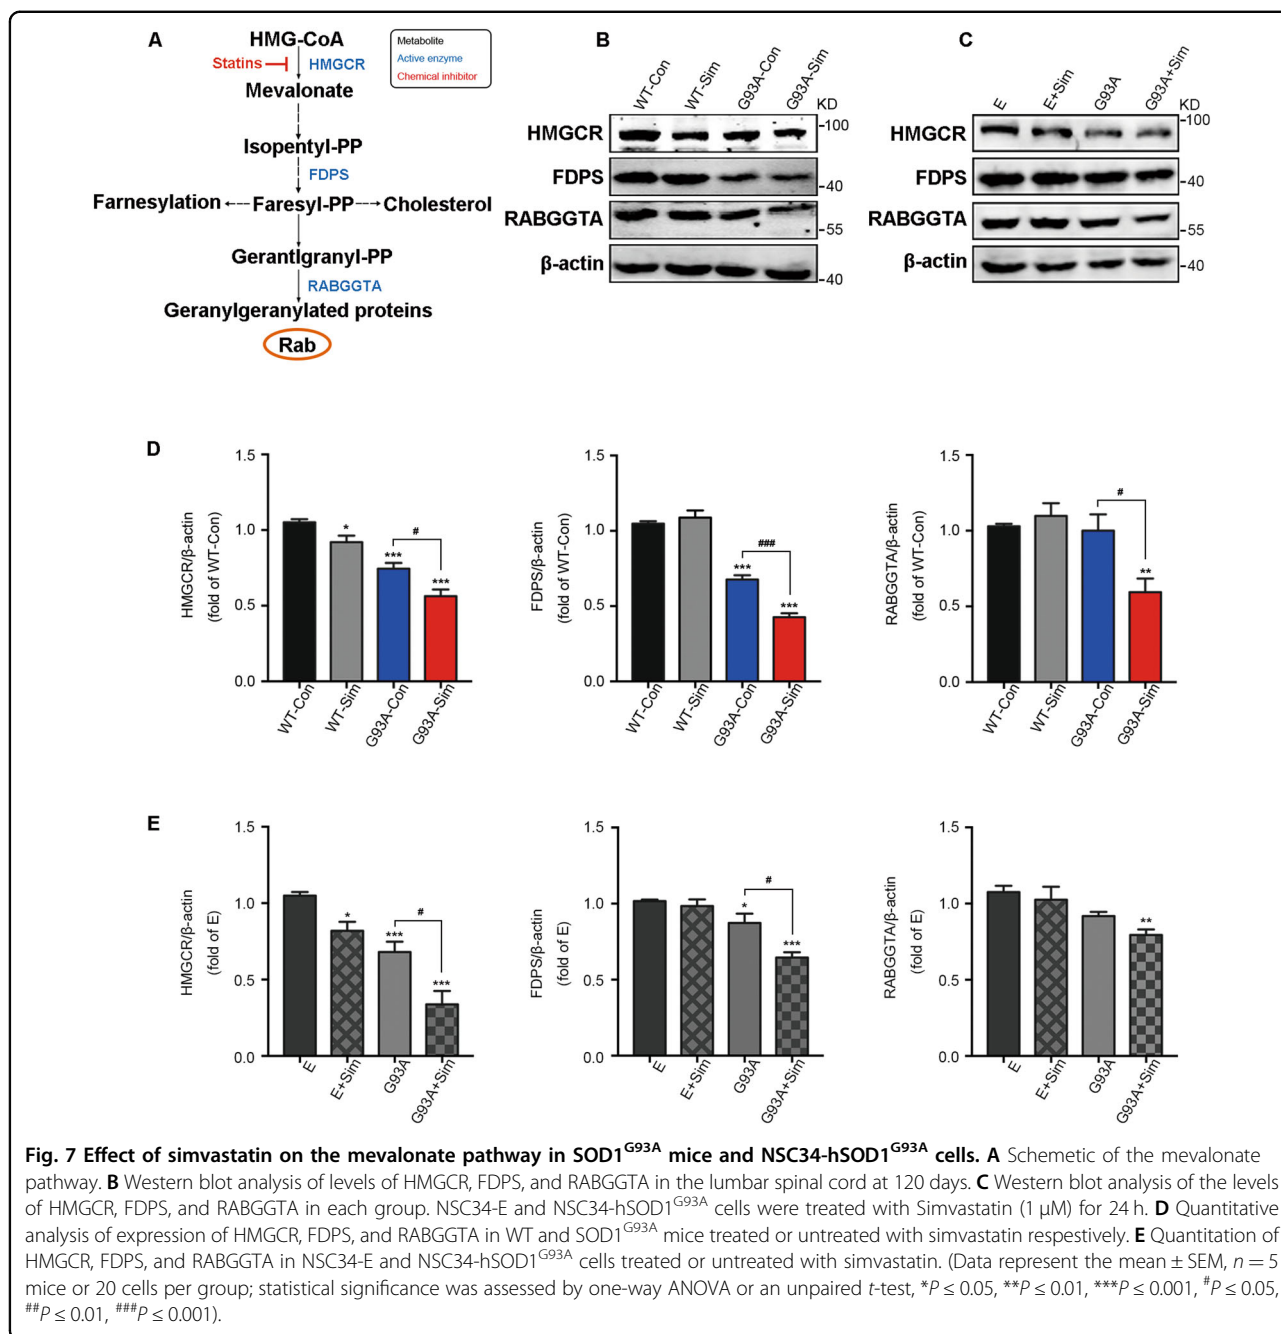 A
HMG-CoA
Statins
HMGCR
Mevalonate
Isopentyl-PP
FDPS
Farnesylation
Faresyl-PP
Cholesterol
Gerantlgranyl-PP
RABGGTA
Geranylgeranylated proteins
Rab
Metabolite
Active enzyme
Chemical inhibitor
B
WT-Con
WT-Sim
G93A-Con
G93A-Sim
KD
HMGCR
-100
FDPS
-40
RABGGTA
-55
β-actin
-40
C
E
E+Sim
G93A
G93A+Sim
KD
HMGCR
-100
FDPS
-40
RABGGTA
-55
β-actin
-40
D
HMGCR/β-actin
(fold of WT-Con)
1.5
1.0
0.5
0.0
*
***
#
***
WT-Con
WT-Sim
G93A-Con
G93A-Sim
FDPS/β-actin
(fold of WT-Con)
1.5
1.0
0.5
0.0
***
###
***
WT-Con
WT-Sim
G93A-Con
G93A-Sim
RABGGTA/β-actin
(fold of WT-Con)
1.5
1.0
0.5
0.0
#
**
WT-Con
WT-Sim
G93A-Con
G93A-Sim
E
HMGCR/β-actin
(fold of E)
1.5
1.0
0.5
0.0
*
***
#
***
E
E+Sim
G93A
G93A+Sim
FDPS/β-actin
(fold of E)
1.5
1.0
0.5
0.0
*
#
***
E
E+Sim
G93A
G93A+Sim
RABGGTA/β-actin
(fold of E)
1.5
1.0
0.5
0.0
**
E
E+Sim
G93A
G93A+Sim
Fig. 7 Effect of simvastatin on the mevalonate pathway in SOD1G93A mice and NSC34-hSOD1G93A cells. A Schemetic of the mevalonate
pathway. B Western blot analysis of levels of HMGCR, FDPS, and RABGGTA in the lumbar spinal cord at 120 days. C Western blot analysis of the levels
of HMGCR, FDPS, and RABGGTA in each group. NSC34-E and NSC34-hSOD1G93A cells were treated with Simvastatin (1 μM) for 24 h. D Quantitative
analysis of expression of HMGCR, FDPS, and RABGGTA in WT and SOD1G93A mice treated or untreated with simvastatin respestively. E Quantitation of
HMGCR, FDPS, and RABGGTA in NSC34-E and NSC34-hSOD1G93A cells treated or untreated with simvastatin. (Data represent the mean ± SEM, n = 5
mice or 20 cells per group; statistical significance was assessed by one-way ANOVA or an unpaired t-test, *P ≤ 0.05, **P ≤ 0.01, ***P ≤ 0.001, #P ≤ 0.05,
##P ≤ 0.01, ###P ≤ 0.001).